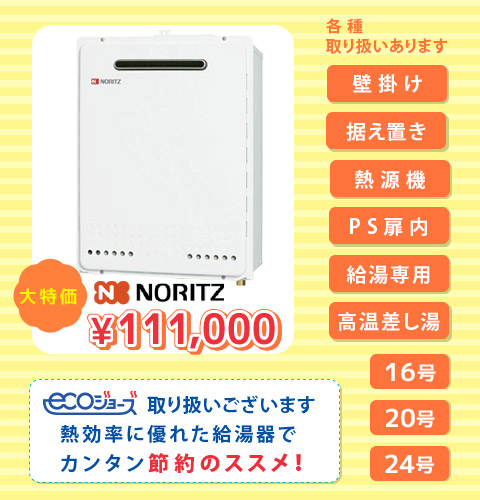 各種
取り扱いあります
NORITZ
壁掛け
据え置き
熱源機
PS扉内
給湯専用
高温差し湯
16号
20号
24号
大特価
NORITZ
¥111,000
ecoジョーズ 取り扱いございます
熱効率に優れた給湯器で
カンタン節約のススメ!